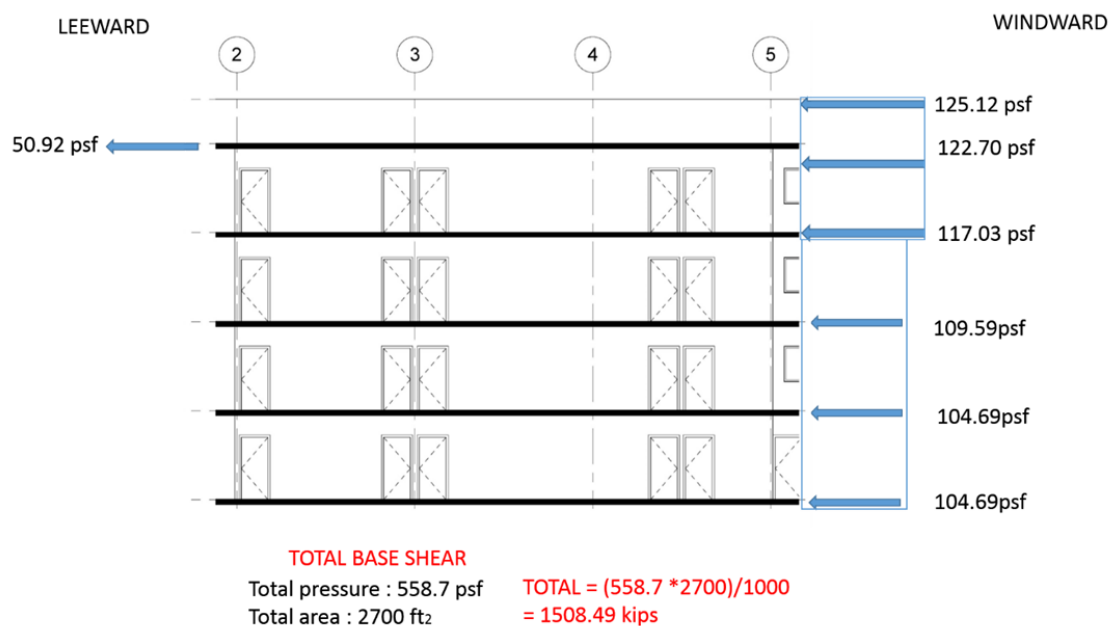 LEEWARD
WINDWARD
2 3 4 5
125.12 psf
50.92 psf
122.70 psf
117.03 psf
109.59psf
104.69psf
104.69psf
TOTAL BASE SHEAR
Total pressure : 558.7 psf
Total area : 2700 ft2
TOTAL = (558.7 *2700)/1000
= 1508.49 kips